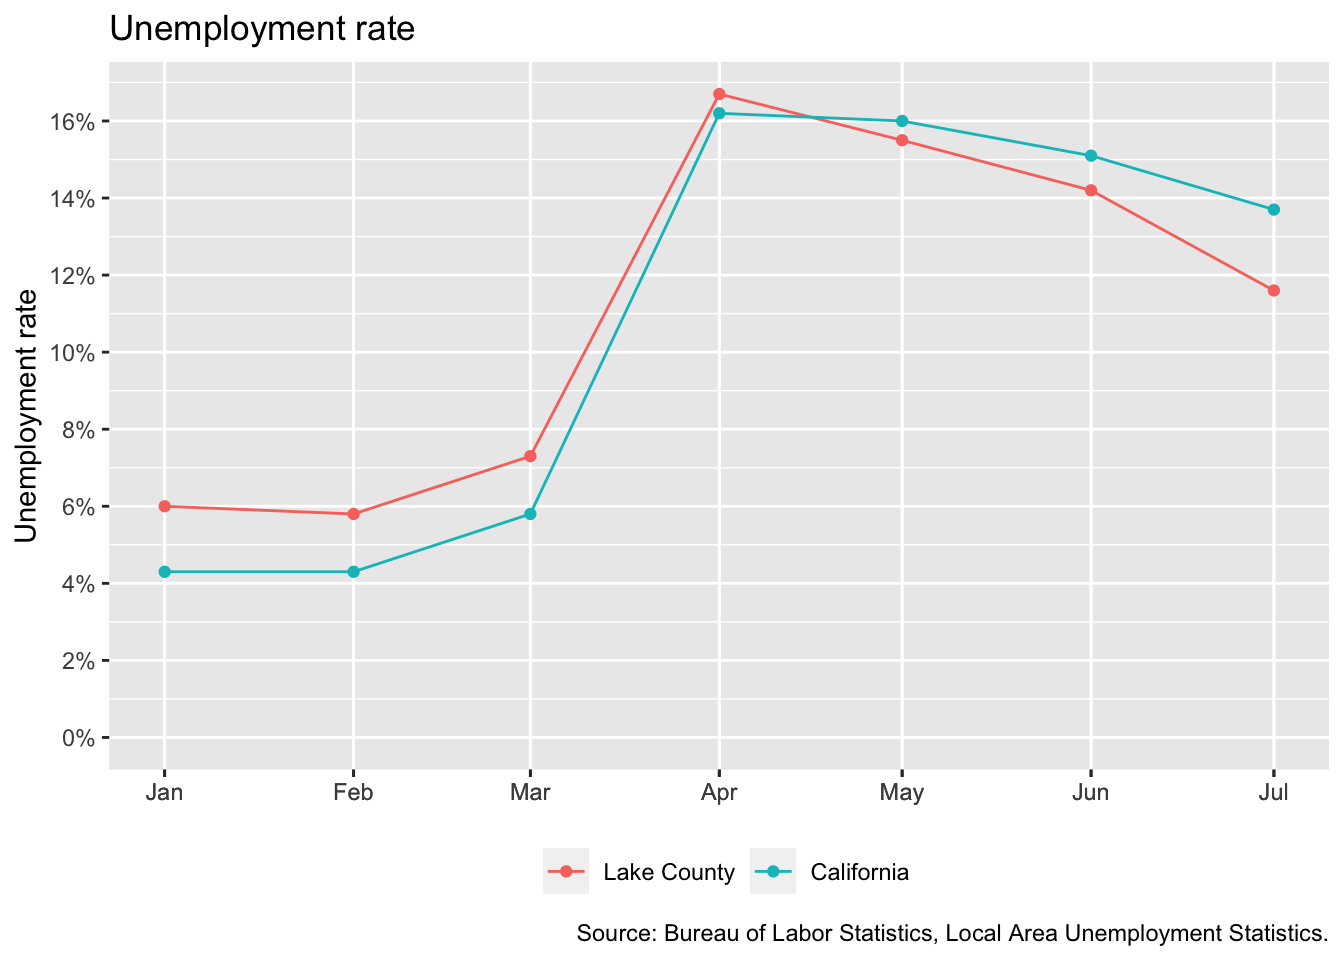 Unemployment rate
Unemployment rate
16%
14%
12%
10%
8%
6%
4%
2%
0%
Jan Feb Mar Apr May Jun Jul
Lake County California
Source: Bureau of Labor Statistics, Local Area Unemployment Statistics.